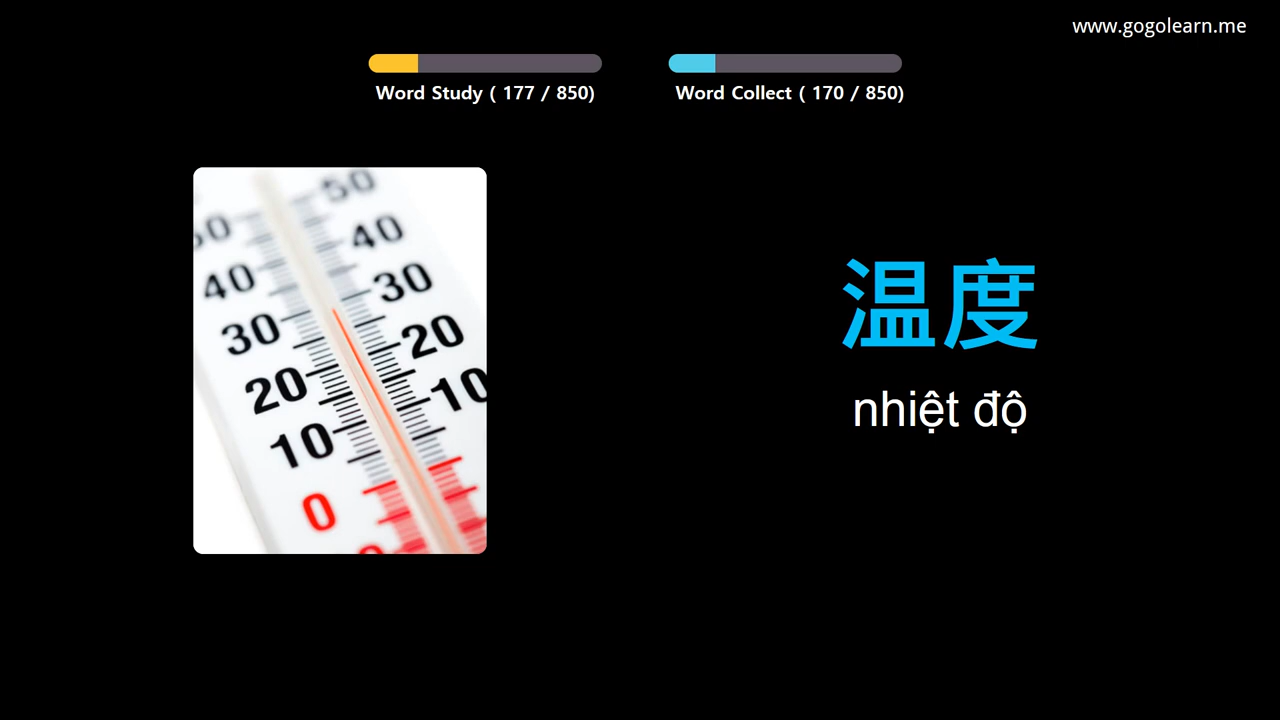 www.gogolearn.me
Word Study ( 177 / 850)
Word Collect ( 170 / 850)
50
50
40
40
30
30
20
20
10
10
0
温度
nhiệt độ